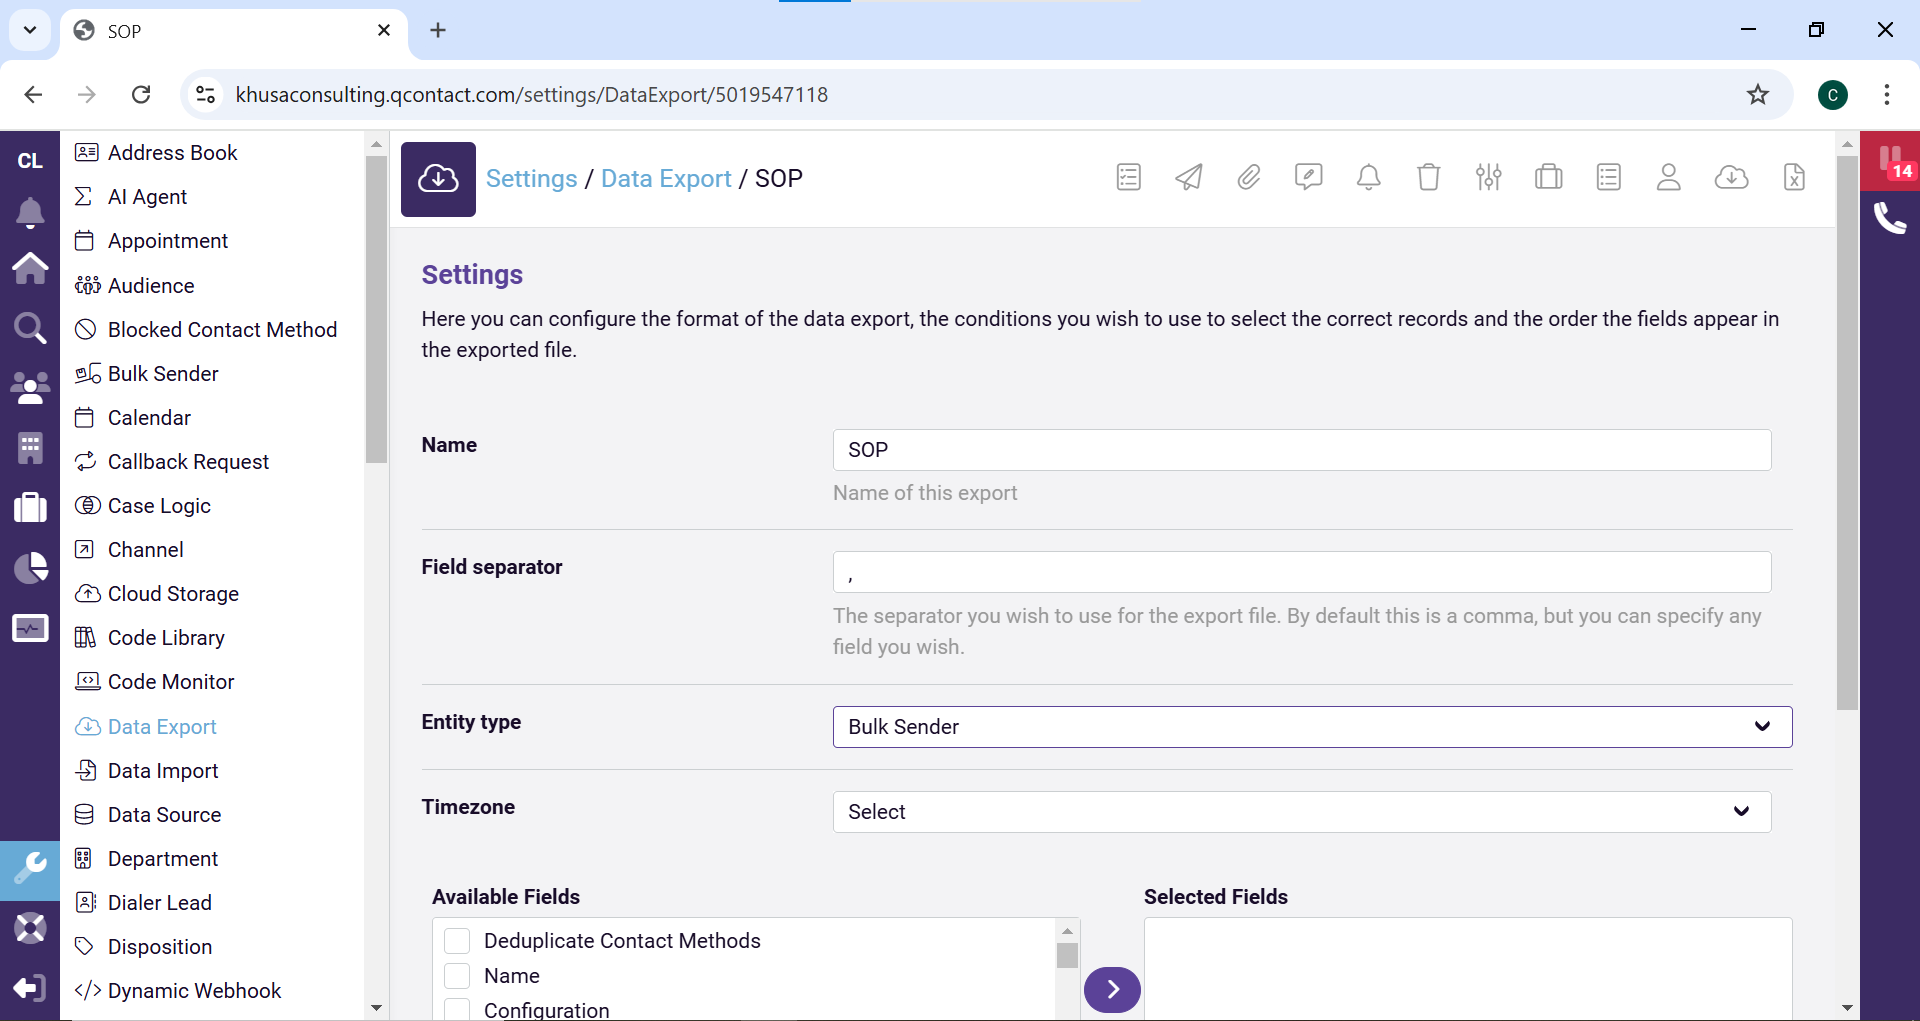 SOP
khusaconsulting.qcontact.com/settings/DataExport/5019547118
C
CL
Address Book
AI Agent
Appointment
Audience
Blocked Contact Method
Bulk Sender
Calendar
Callback Request
Case Logic
Channel
Cloud Storage
Code Library
Code Monitor
Data Export
Data Import
Data Source
Department
Dialer Lead
Disposition
Dynamic Webhook
Settings / Data Export / SOP
14
Settings
Here you can configure the format of the data export, the conditions you wish to use to select the correct records and the order the fields appear in
the exported file.
Name
SOP
Name of this export
Field separator
,
The separator you wish to use for the export file. By default this is a comma, but you can specify any
field you wish.
Entity type
Bulk Sender
Timezone
Select
Available Fields
Deduplicate Contact Methods
Name
Configuration
Selected Fields